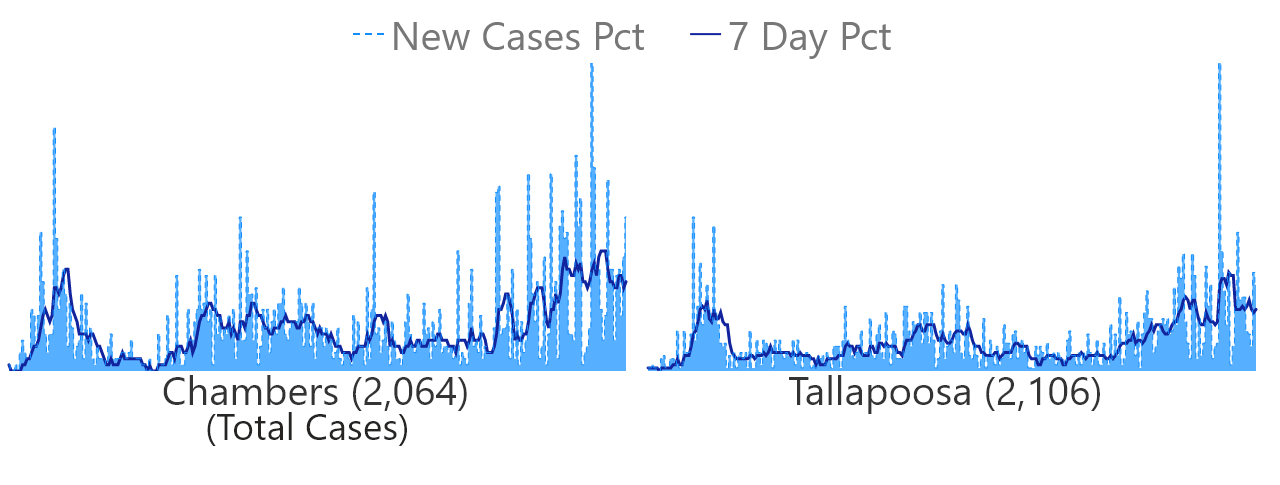 New Cases Pct 7 Day Pct
Chambers (2,064)
(Total Cases)
Tallapoosa (2,106)